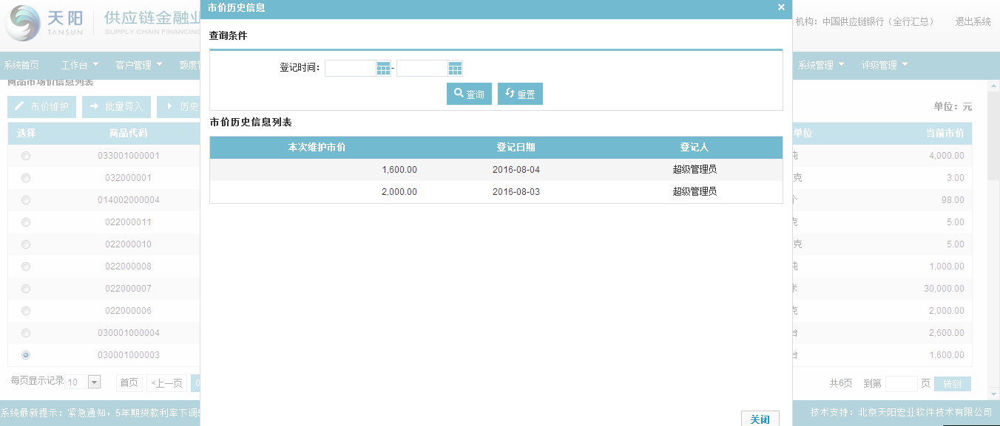 天阳
TANSUN
供应链金融业
SUPPLY CHAIN FINANCING
机构：中国供应链银行（全行汇总）
退出系统
系统首页 工作台 客户管理 额度管
系统管理 评级管理
商品市场价信息列表
市价维护 批量导入 历史
单位：元
选择 商品代码 单位 当前市价
033001000001 吨 4,000.00
032000001 克 3.00
014002000004 个 98.00
022000011 克 5.00
022000010 克 5.00
022000008 吨 1,000.00
022000007 米 30,000.00
022000006 克 2,000.00
030001000004 台 2,600.00
030001000003 台 1,600.00
每页显示记录 10 首页 <上一页
共6页 到第 页 转到
系统最新提示：紧急通知，5年期贷款利率下调5
技术支持：北京天阳宏业软件技术有限公司
市价历史信息 ×
查询条件
登记时间： -
查询 重置
市价历史信息列表
本次维护市价 登记日期 登记人
1,600.00 2016-08-04 超级管理员
2,000.00 2016-08-03 超级管理员
关闭